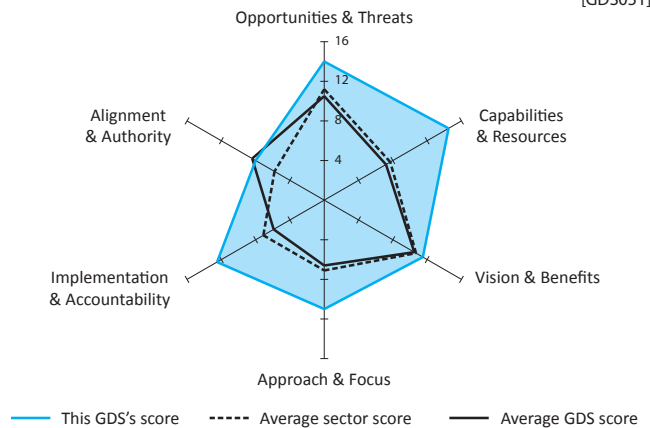 Opportunities & Threats
16
12
8
4
Alignment
& Authority
Capabilities
& Resources
Implementation
& Accountability
Vision & Benefits
Approach & Focus
This GDS's score
Average sector score
Average GDS score